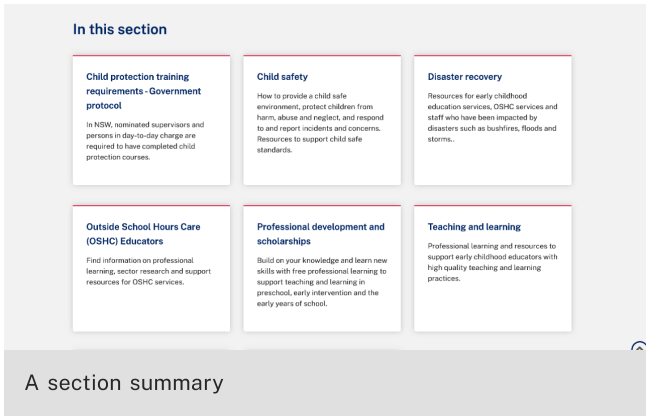 In this section
Child protection training
requirements - Government
protocol
In NSW, nominated supervisors and
persons in day-to-day charge are
required to have completed child
protection courses.
Child safety
How to provide a child safe
environment, protect children from
harm, abuse and neglect, and respond
to and report incidents and concerns.
Resources to support child safe
standards.
Disaster recovery
Resources for early childhood
education services, OSHC services and
staff who have been impacted by
disasters such as bushfires, floods and
storms..
Outside School Hours Care
(OSHC) Educators
Find information on professional
learning, sector research and support
resources for OSHC services.
Professional development and
scholarships
Build on your knowledge and learn new
skills with free professional learning to
support teaching and learning in
preschool, early intervention and the
early years of school.
Teaching and learning
Professional learning and resources to
support early childhood educators with
high quality teaching and learning
practices.
A section summary